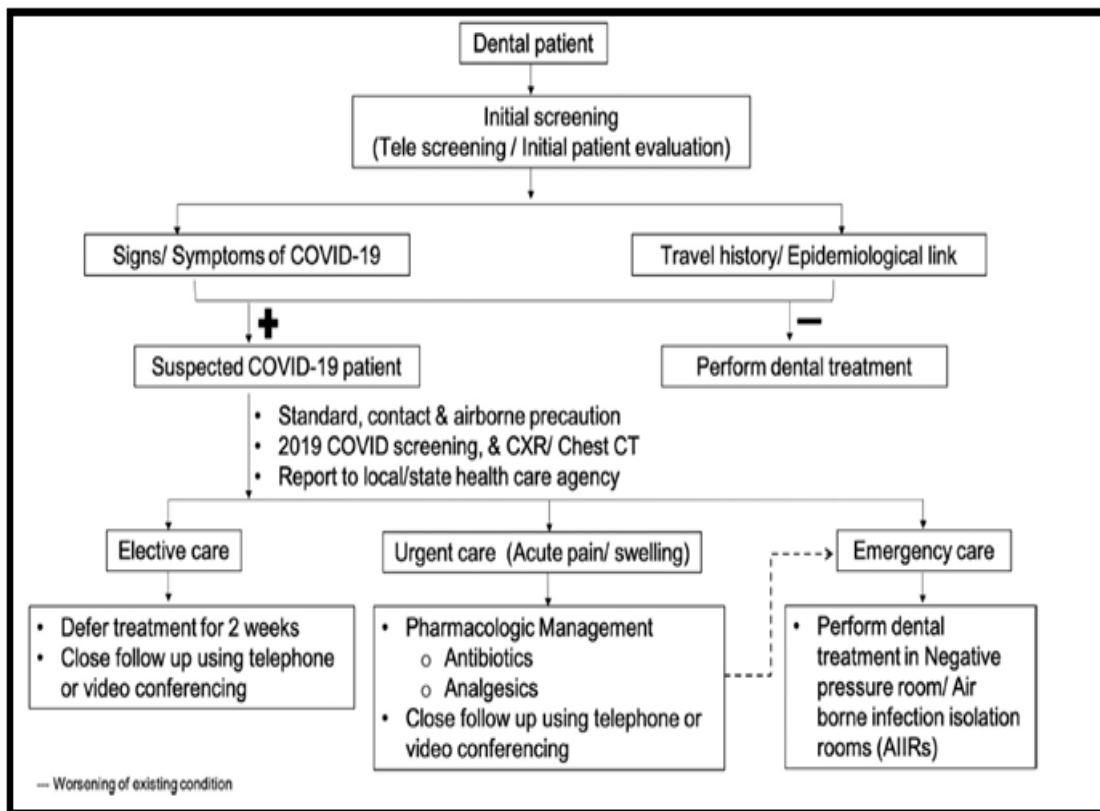 Dental patient
Initial screening
(Tele screening / Initial patient evaluation)
Signs/ Symptoms of COVID-19
Travel history/ Epidemiological link
+
−
Suspected COVID-19 patient
Perform dental treatment
• Standard, contact & airborne precaution
• 2019 COVID screening, & CXR/ Chest CT
• Report to local/state health care agency
Elective care
Urgent care (Acute pain/ swelling)
Emergency care
• Defer treatment for 2 weeks
• Close follow up using telephone
or video conferencing
• Pharmacologic Management
o Antibiotics
o Analgesics
• Close follow up using telephone or
video conferencing
• Perform dental
treatment in Negative
pressure room/ Air
borne infection isolation
rooms (AIIRs)
--- Worsening of existing condition